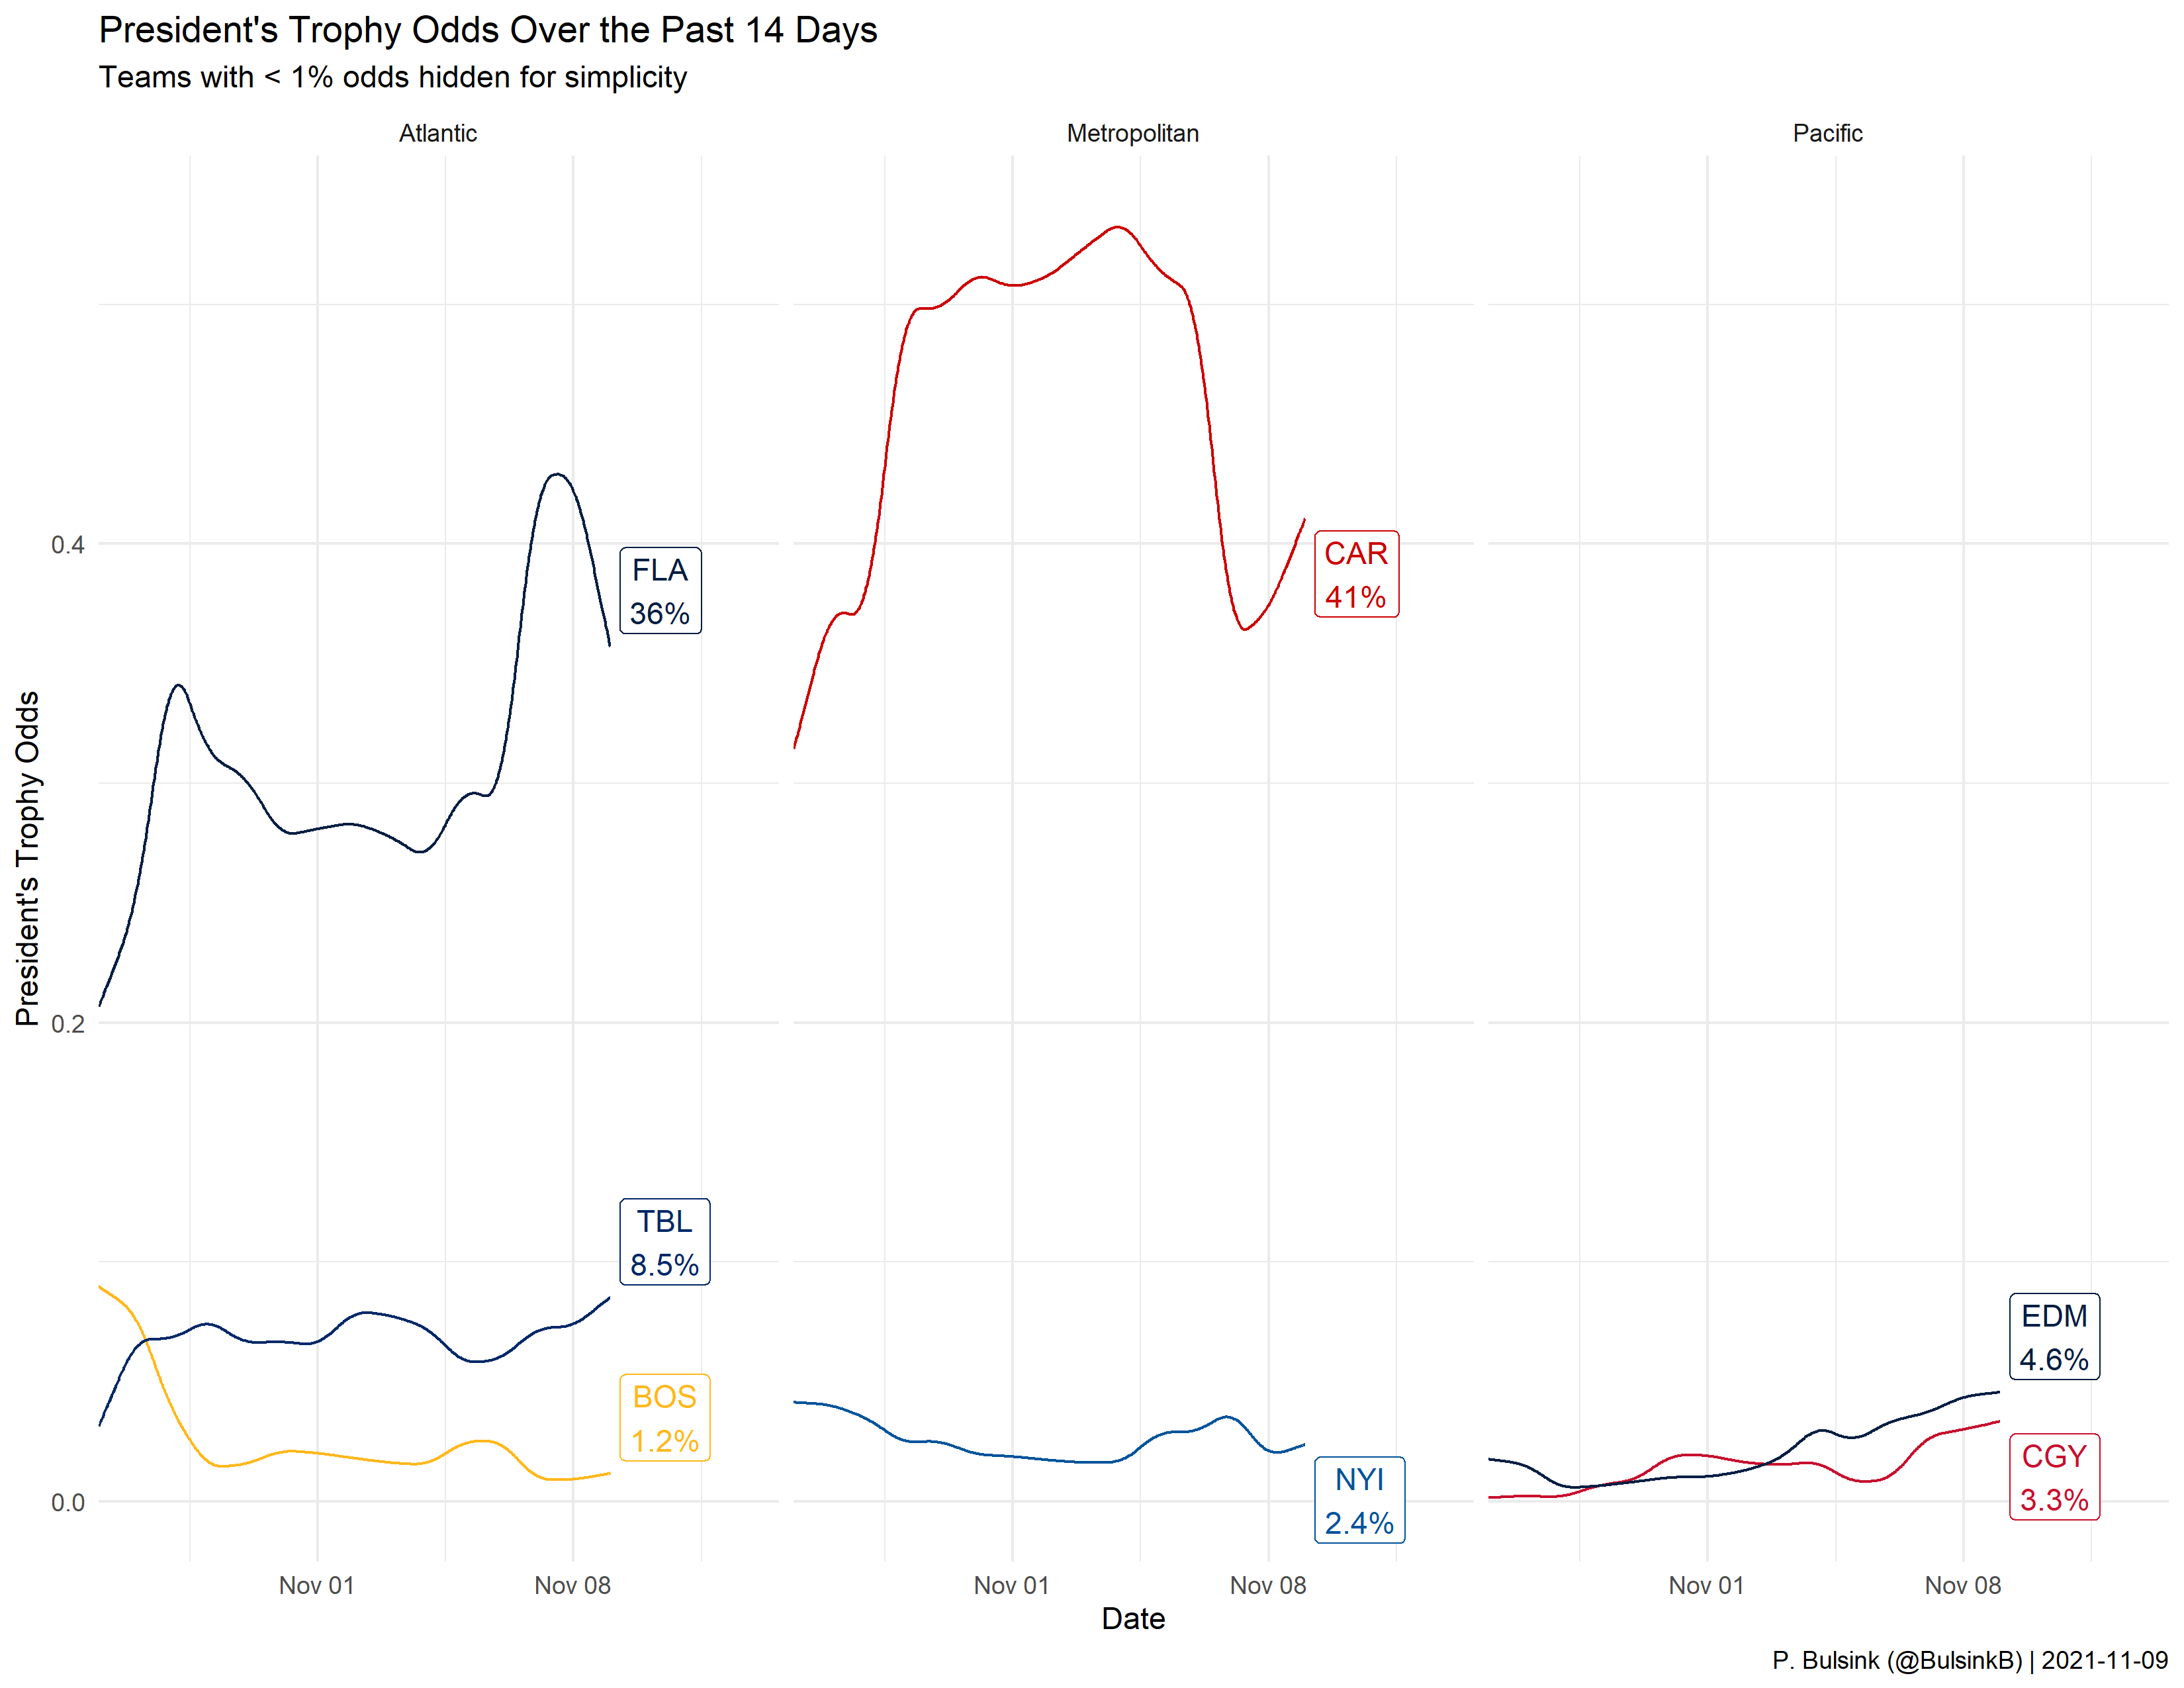 President's Trophy Odds Over the Past 14 Days
Teams with < 1% odds hidden for simplicity
Atlantic
Metropolitan
Pacific
President's Trophy Odds
0.4
0.2
0.0
FLA
36%
TBL
8.5%
BOS
1.2%
CAR
41%
NYI
2.4%
EDM
4.6%
CGY
3.3%
Nov 01
Nov 08
Nov 01
Nov 08
Nov 01
Nov 08
Date
P. Bulsink (@BulsinkB) | 2021-11-09